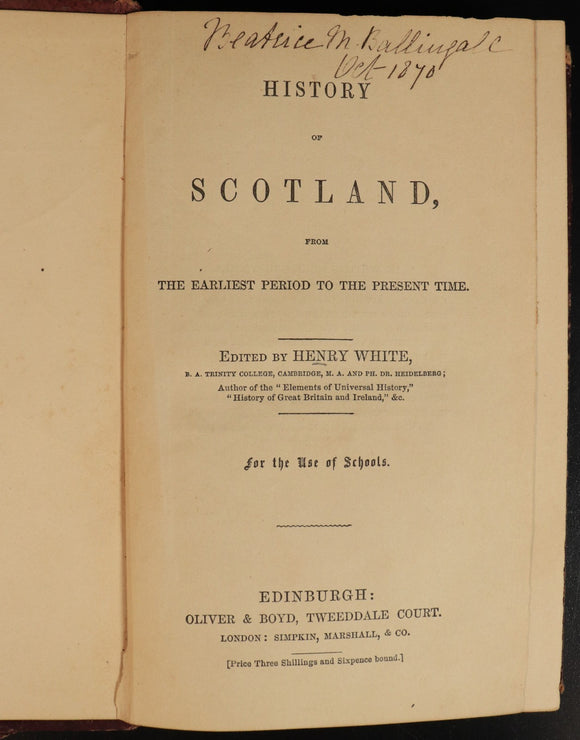 Beatrice M. Ballingale
Oct 1870
HISTORY
OF
SCOTLAND,
FROM
THE EARLIEST PERIOD TO THE PRESENT TIME.
EDITED BY HENRY WHITE,
B. A. TRINITY COLLEGE, CAMBRIDGE, M. A. AND PH. DR. HEIDELBERG;
Author of the “ Elements of Universal History,”
“ History of Great Britain and Ireland,” &c.
For the Use of Schools.
EDINBURGH:
OLIVER & BOYD, TWEEDDALE COURT.
LONDON: SIMPKIN, MARSHALL, & CO.
[Price Three Shillings and Sixpence bound.]